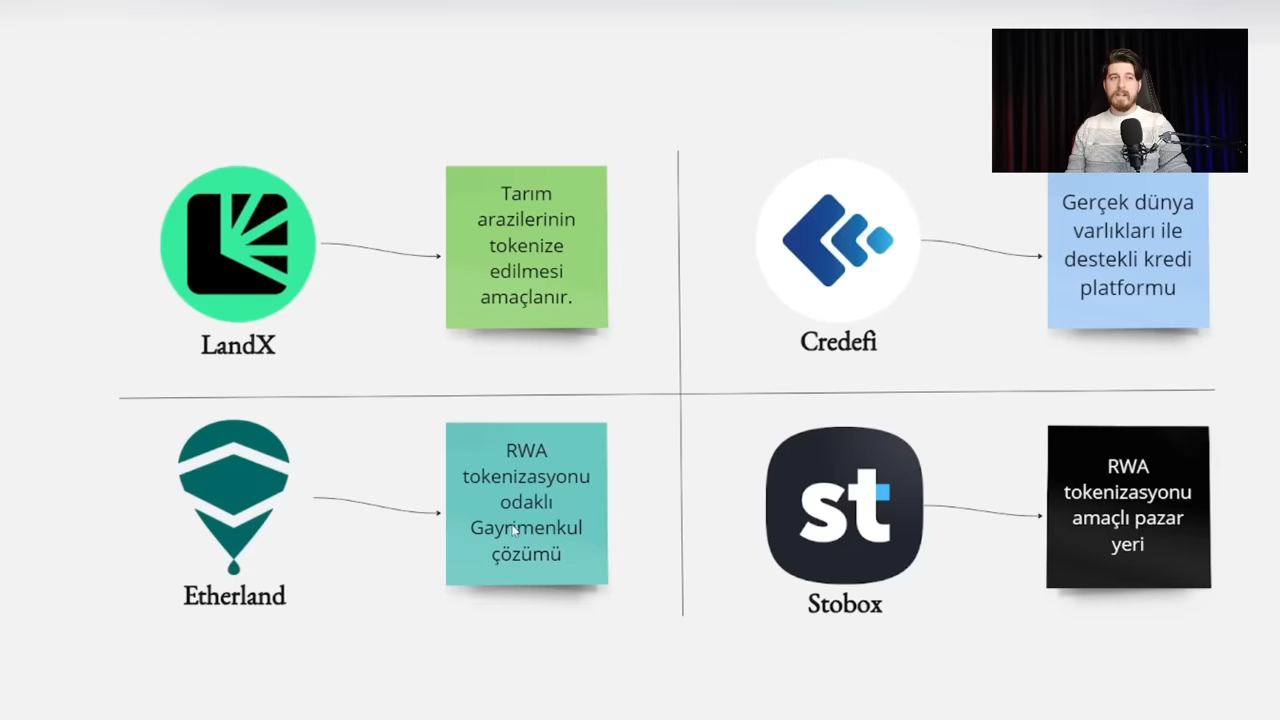 LandX
Tarım
arazilerinin
tokenize
edilmesi
amaçlanır.
Credefi
Gerçek dünya
varlıkları ile
destekli kredi
platformu
Etherland
RWA
tokenizasyonu
odaklı
Gayrimenkul
çözümü
st
Stobox
RWA
tokenizasyonu
amaçlı pazar
yeri